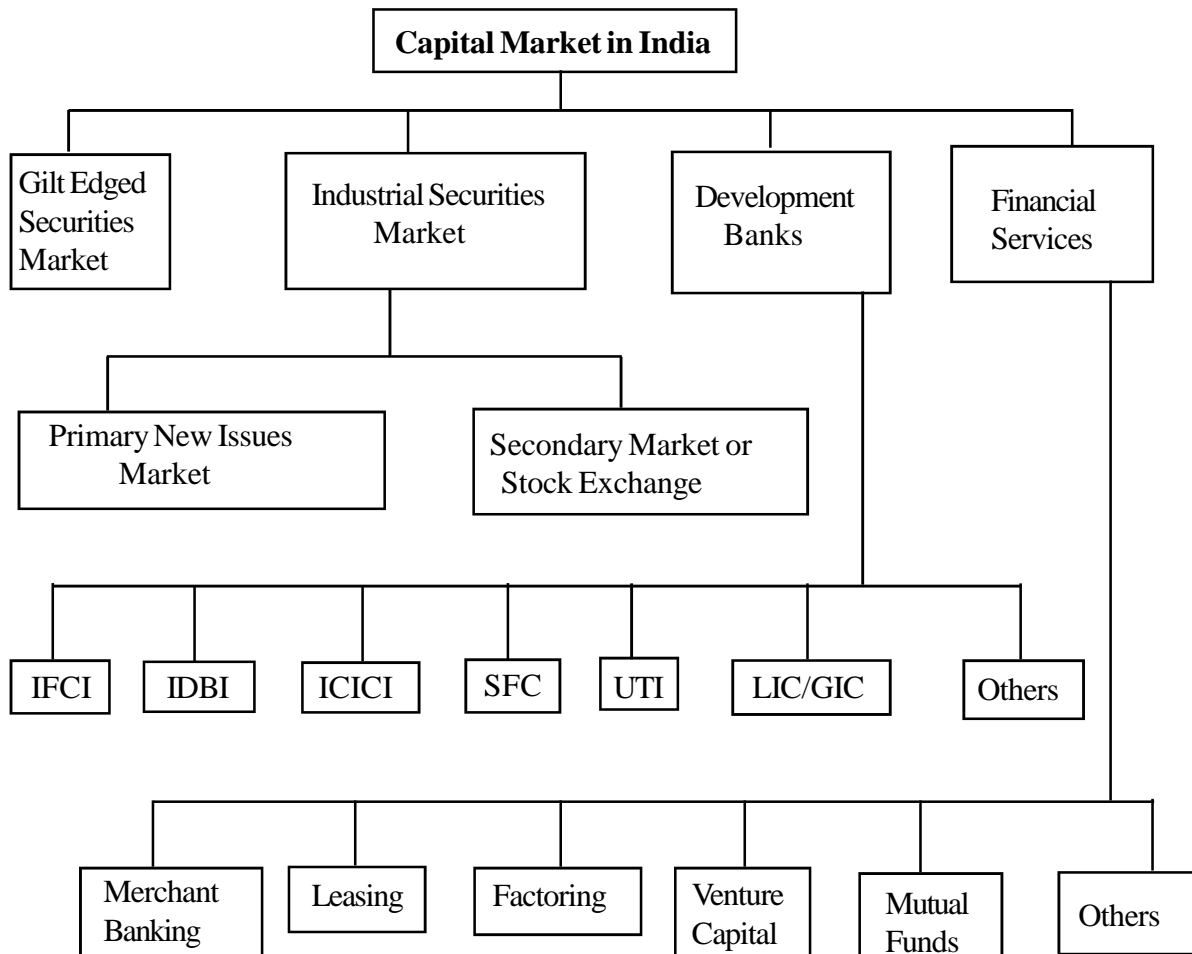 Capital Market in India
Gilt Edged
Securities
Market
Industrial Securities
Market
Development
Banks
Financial
Services
Primary New Issues
Market
Secondary Market or
Stock Exchange
IFCI
IDBI
ICICI
SFC
UTI
LIC/GIC
Others
Merchant
Banking
Leasing
Factoring
Venture
Capital
Mutual
Funds
Others